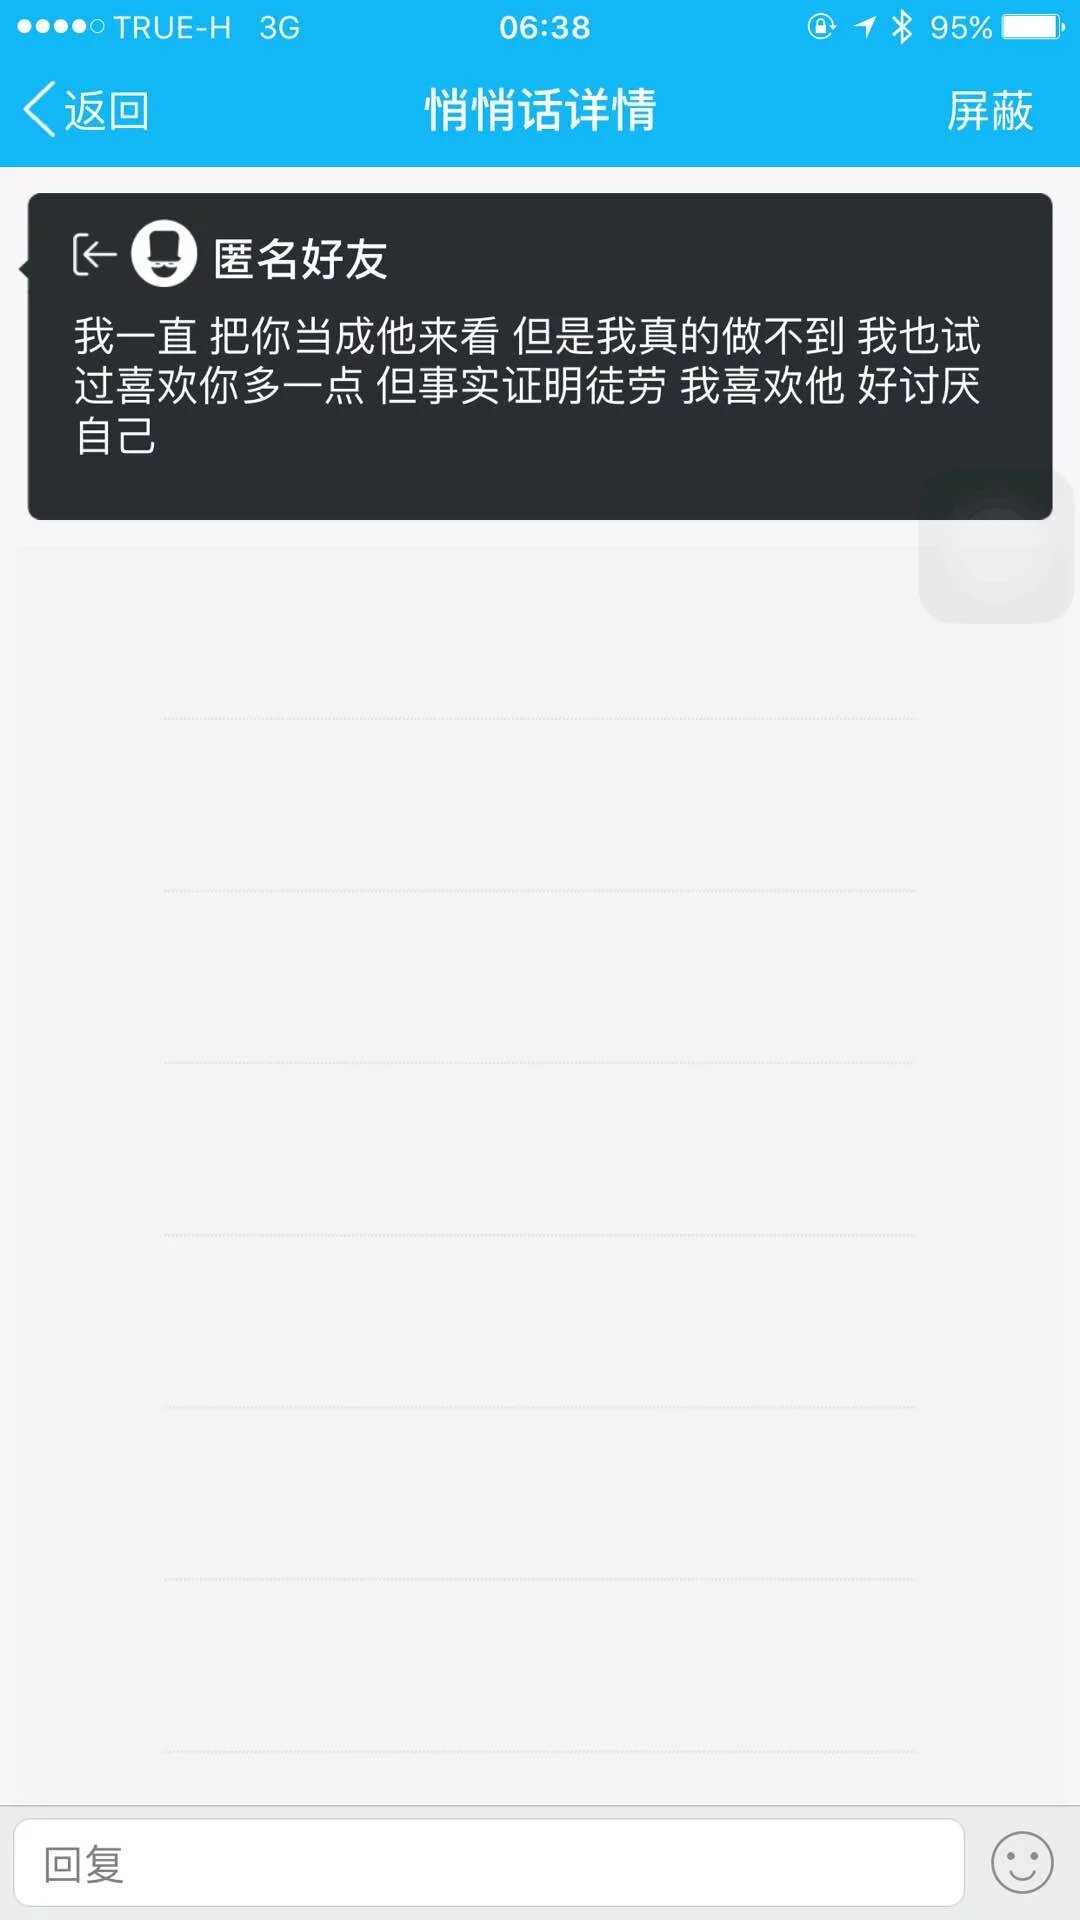 TRUE-H 3G 06:38 95%
返回 悄悄话详情 屏蔽
匿名好友
我一直 把你当成他来看 但是我真的做不到 我也试
过喜欢你多一点 但事实证明徒劳 我喜欢他 好讨厌
自己
回复